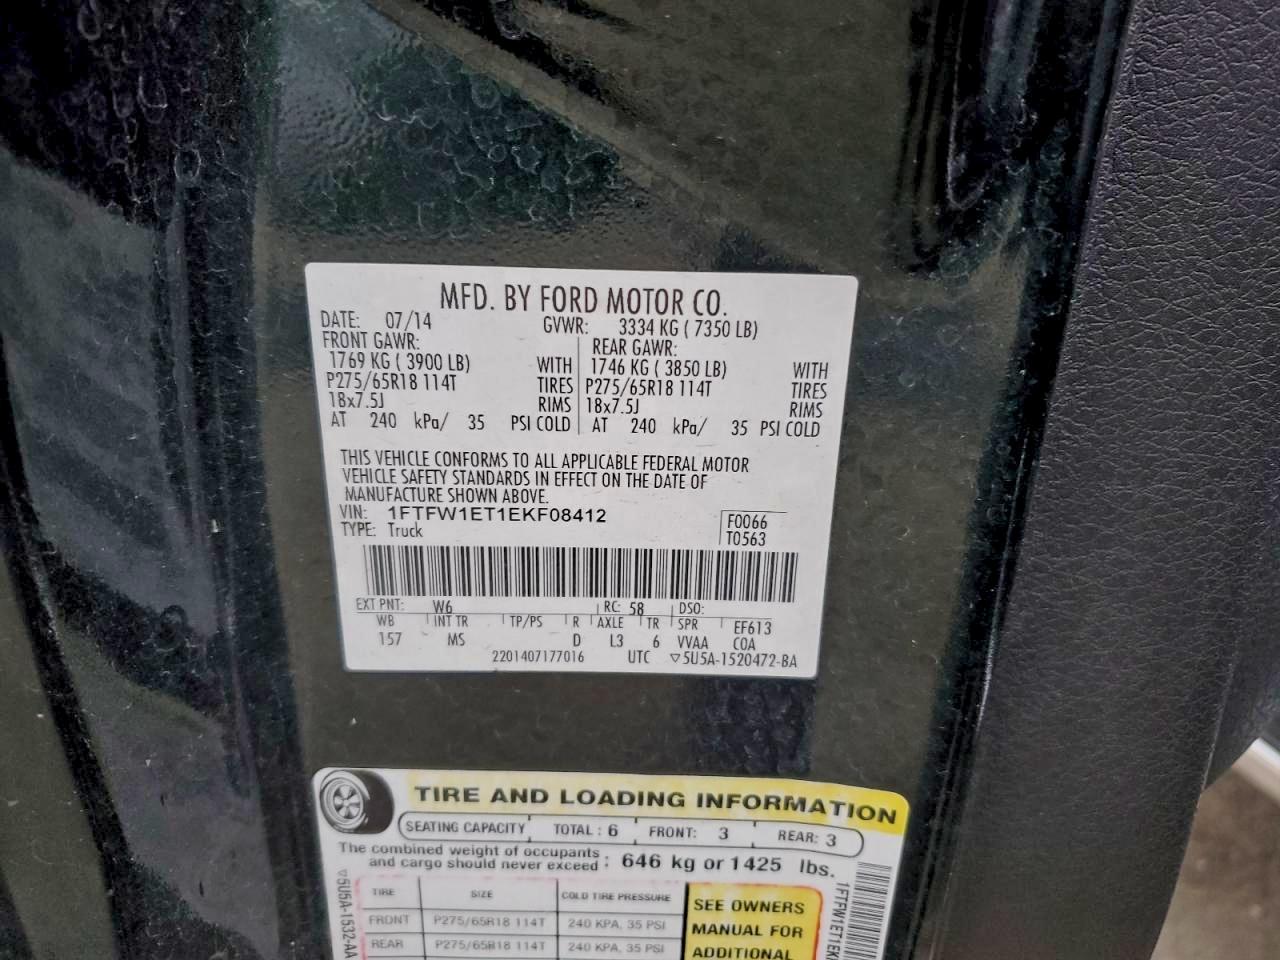 MFD. BY FORD MOTOR CO.
DATE: 07/14 GVWR: 3334 KG ( 7350 LB)
FRONT GAWR: REAR GAWR:
1769 KG ( 3900 LB) WITH 1746 KG ( 3850 LB) WITH
P275/65R18 114T TIRES P275/65R18 114T TIRES
18x7.5J RIMS 18x7.5J RIMS
AT 240 kPa/ 35 PSI COLD AT 240 kPa/ 35 PSI COLD
THIS VEHICLE CONFORMS TO ALL APPLICABLE FEDERAL MOTOR
VEHICLE SAFETY STANDARDS IN EFFECT ON THE DATE OF
MANUFACTURE SHOWN ABOVE.
VIN: 1FTFW1ET1EKF08412 F0066
TYPE: Truck T0563
EXT PNT: W6 RC: 58 DSO:
WB INT TR TP/PS R AXLE TR SPR EF613
157 MS D L3 6 VVAA COA
2201407177016 UTC ▽5U5A-1520472-BA
TIRE AND LOADING INFORMATION
SEATING CAPACITY TOTAL : 6 FRONT: 3 REAR: 3
The combined weight of occupants
and cargo should never exceed : 646 kg or 1425 lbs.
TIRE SIZE COLD TIRE PRESSURE
FRONT P275/65R18 114T 240 KPA, 35 PSI
REAR P275/65R18 114T 240 KPA, 35 PSI
SEE OWNERS
MANUAL FOR
ADDITIONAL
▽5U5A-1532-AA
1FTFW1ET1EK